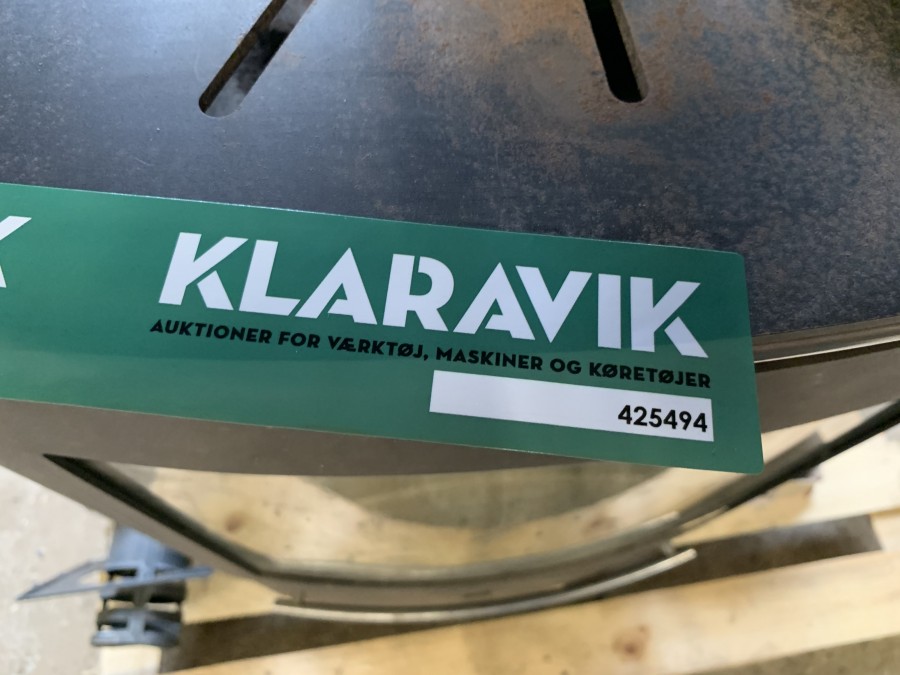 KLARAVIK
AUKTIONER FOR VÆRKTØJ, MASKINER OG KØRETØJER
425494